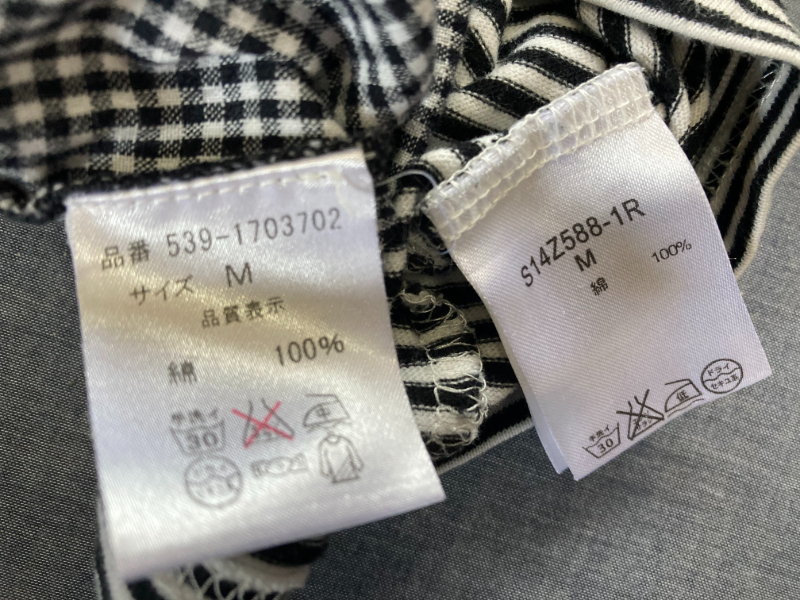 品番 539-1703702
サイズ M
品質表示
綿 100%
手洗イ
30
中
S14Z588-1R
M
綿 100%
手洗イ
30
低
ドライ
セキユ系